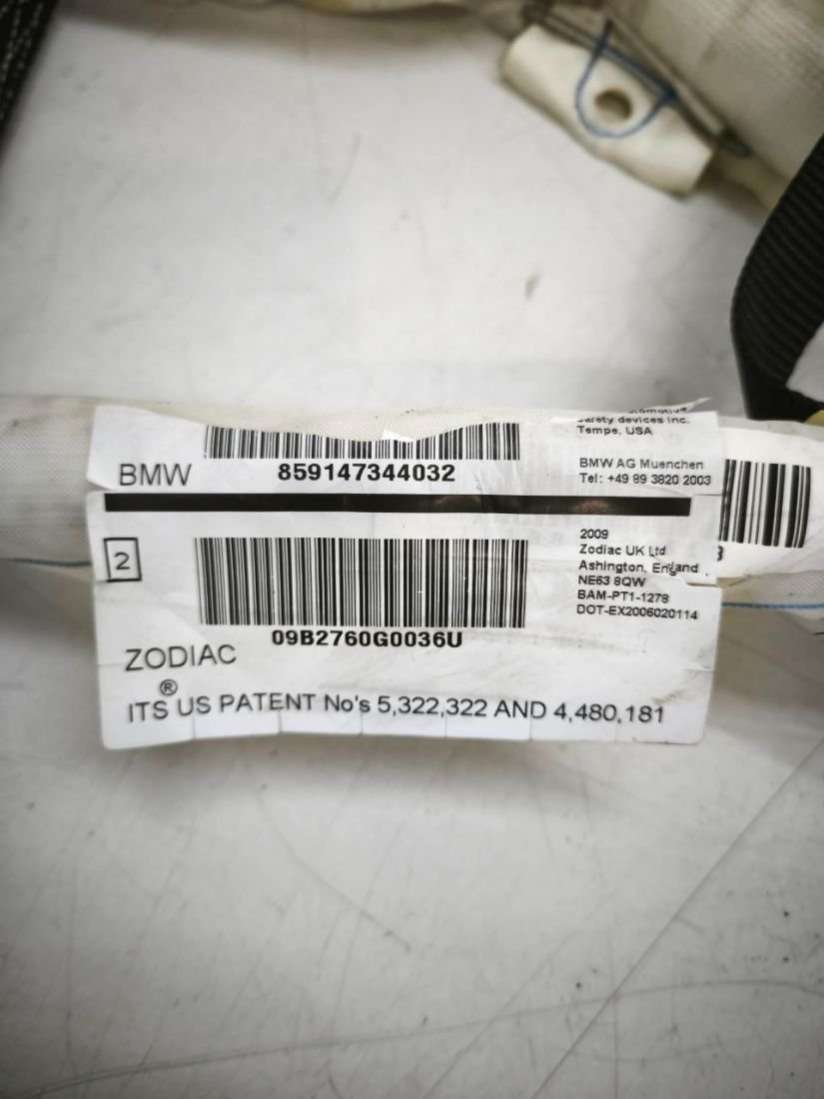 BMW
859147344032
safety devices inc.
Tempe, USA
BMW AG Muenchen
Tel: +49 89 3820 2003
2
09B2760G0036U
ZODIAC
®
ITS US PATENT No's 5,322,322 AND 4,480,181
2009
Zodiac UK Ltd
Ashington, England
NE63 8QW
BAM-PT1-1278
DOT-EX2006020114